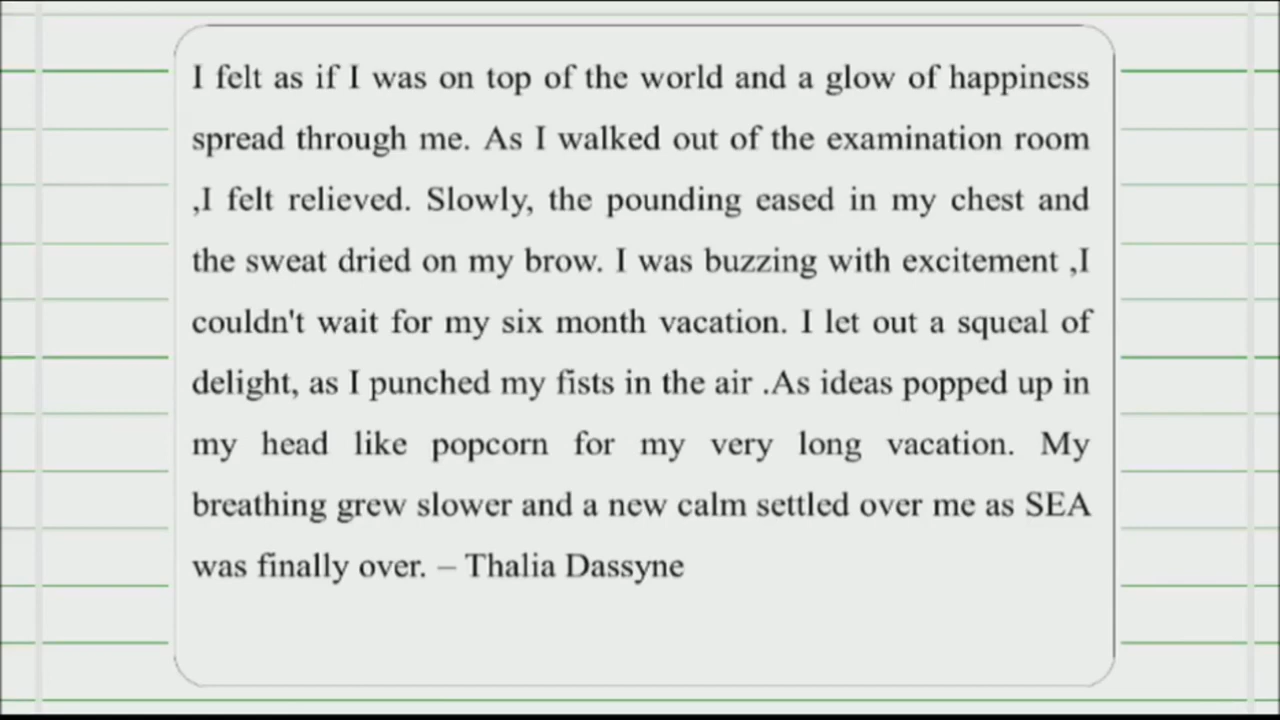 I felt as if I was on top of the world and a glow of happiness
spread through me. As I walked out of the examination room
,I felt relieved. Slowly, the pounding eased in my chest and
the sweat dried on my brow. I was buzzing with excitement ,I
couldn't wait for my six month vacation. I let out a squeal of
delight, as I punched my fists in the air .As ideas popped up in
my head like popcorn for my very long vacation. My
breathing grew slower and a new calm settled over me as SEA
was finally over. – Thalia Dassyne